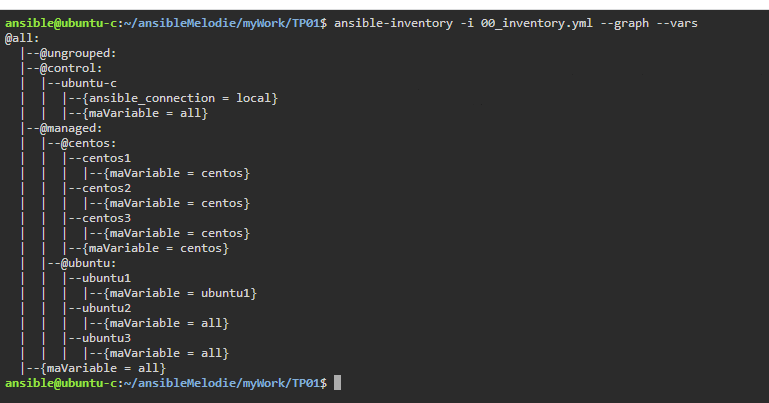 ansible@ubuntu-c:~/ansibleMelodie/myWork/TP01$ ansible-inventory -i 00_inventory.yml --graph --vars
@all:
  |--@ungrouped:
  |--@control:
  |  |--ubuntu-c
  |  |  |--{ansible_connection = local}
  |  |  |--{maVariable = all}
  |--@managed:
  |  |--@centos:
  |  |  |--centos1
  |  |  |  |--{maVariable = centos}
  |  |  |--centos2
  |  |  |  |--{maVariable = centos}
  |  |  |--centos3
  |  |  |  |--{maVariable = centos}
  |  |  |--{maVariable = centos}
  |  |--@ubuntu:
  |  |  |--ubuntu1
  |  |  |  |--{maVariable = ubuntu1}
  |  |  |--ubuntu2
  |  |  |  |--{maVariable = all}
  |  |  |--ubuntu3
  |  |  |  |--{maVariable = all}
  |--{maVariable = all}
ansible@ubuntu-c:~/ansibleMelodie/myWork/TP01$